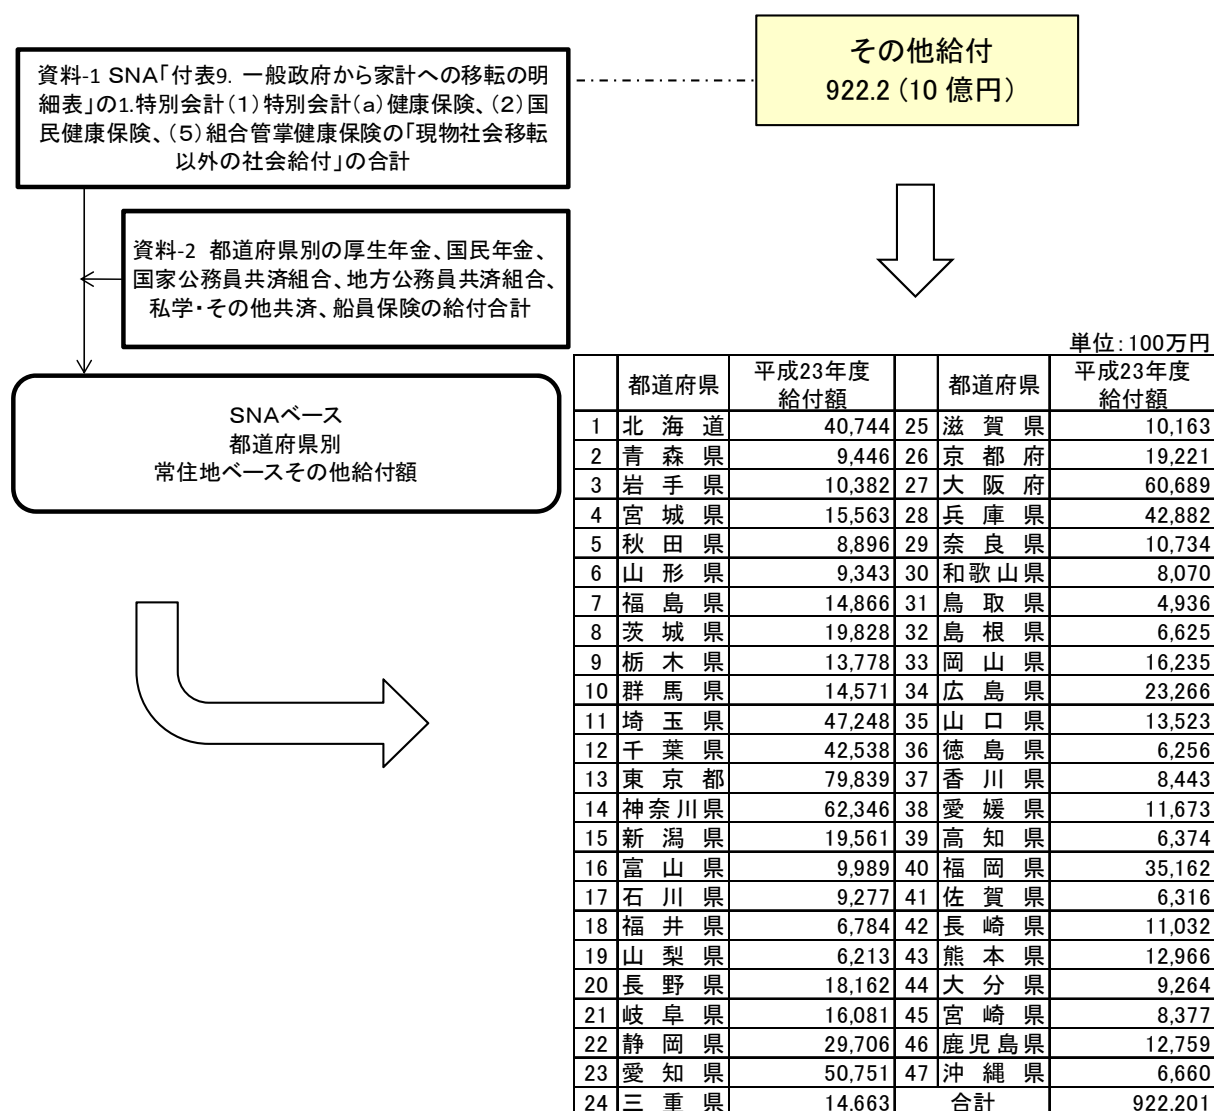 その他給付
922.2（10 億円）
資料-1 SNA「付表9. 一般政府から家計への移転の明
細表」の1.特別会計（1）特別会計（a）健康保険、（2）国
民健康保険、（5）組合管掌健康保険の「現物社会移転
以外の社会給付」の合計
資料-2 都道府県別の厚生年金、国民年金、
国家公務員共済組合、地方公務員共済組合、
私学・その他共済、船員保険の給付合計
SNAベース
都道府県別
常住地ベースその他給付額
単位：100万円
都道府県 平成23年度 都道府県 平成23年度
給付額 給付額
1 北海道 40,744 25 滋賀県 10,163
2 青森県 9,446 26 京都府 19,221
3 岩手県 10,382 27 大阪府 60,689
4 宮城県 15,563 28 兵庫県 42,882
5 秋田県 8,896 29 奈良県 10,734
6 山形県 9,343 30 和歌山県 8,070
7 福島県 14,866 31 鳥取県 4,936
8 茨城県 19,828 32 島根県 6,625
9 栃木県 13,778 33 岡山県 16,235
10 群馬県 14,571 34 広島県 23,266
11 埼玉県 47,248 35 山口県 13,523
12 千葉県 42,538 36 徳島県 6,256
13 東京都 79,839 37 香川県 8,443
14 神奈川県 62,346 38 愛媛県 11,673
15 新潟県 19,561 39 高知県 6,374
16 富山県 9,989 40 福岡県 35,162
17 石川県 9,277 41 佐賀県 6,316
18 福井県 6,784 42 長崎県 11,032
19 山梨県 6,213 43 熊本県 12,966
20 長野県 18,162 44 大分県 9,264
21 岐阜県 16,081 45 宮崎県 8,377
22 静岡県 29,706 46 鹿児島県 12,759
23 愛知県 50,751 47 沖縄県 6,660
24 三重県 14,663 合計 922,201